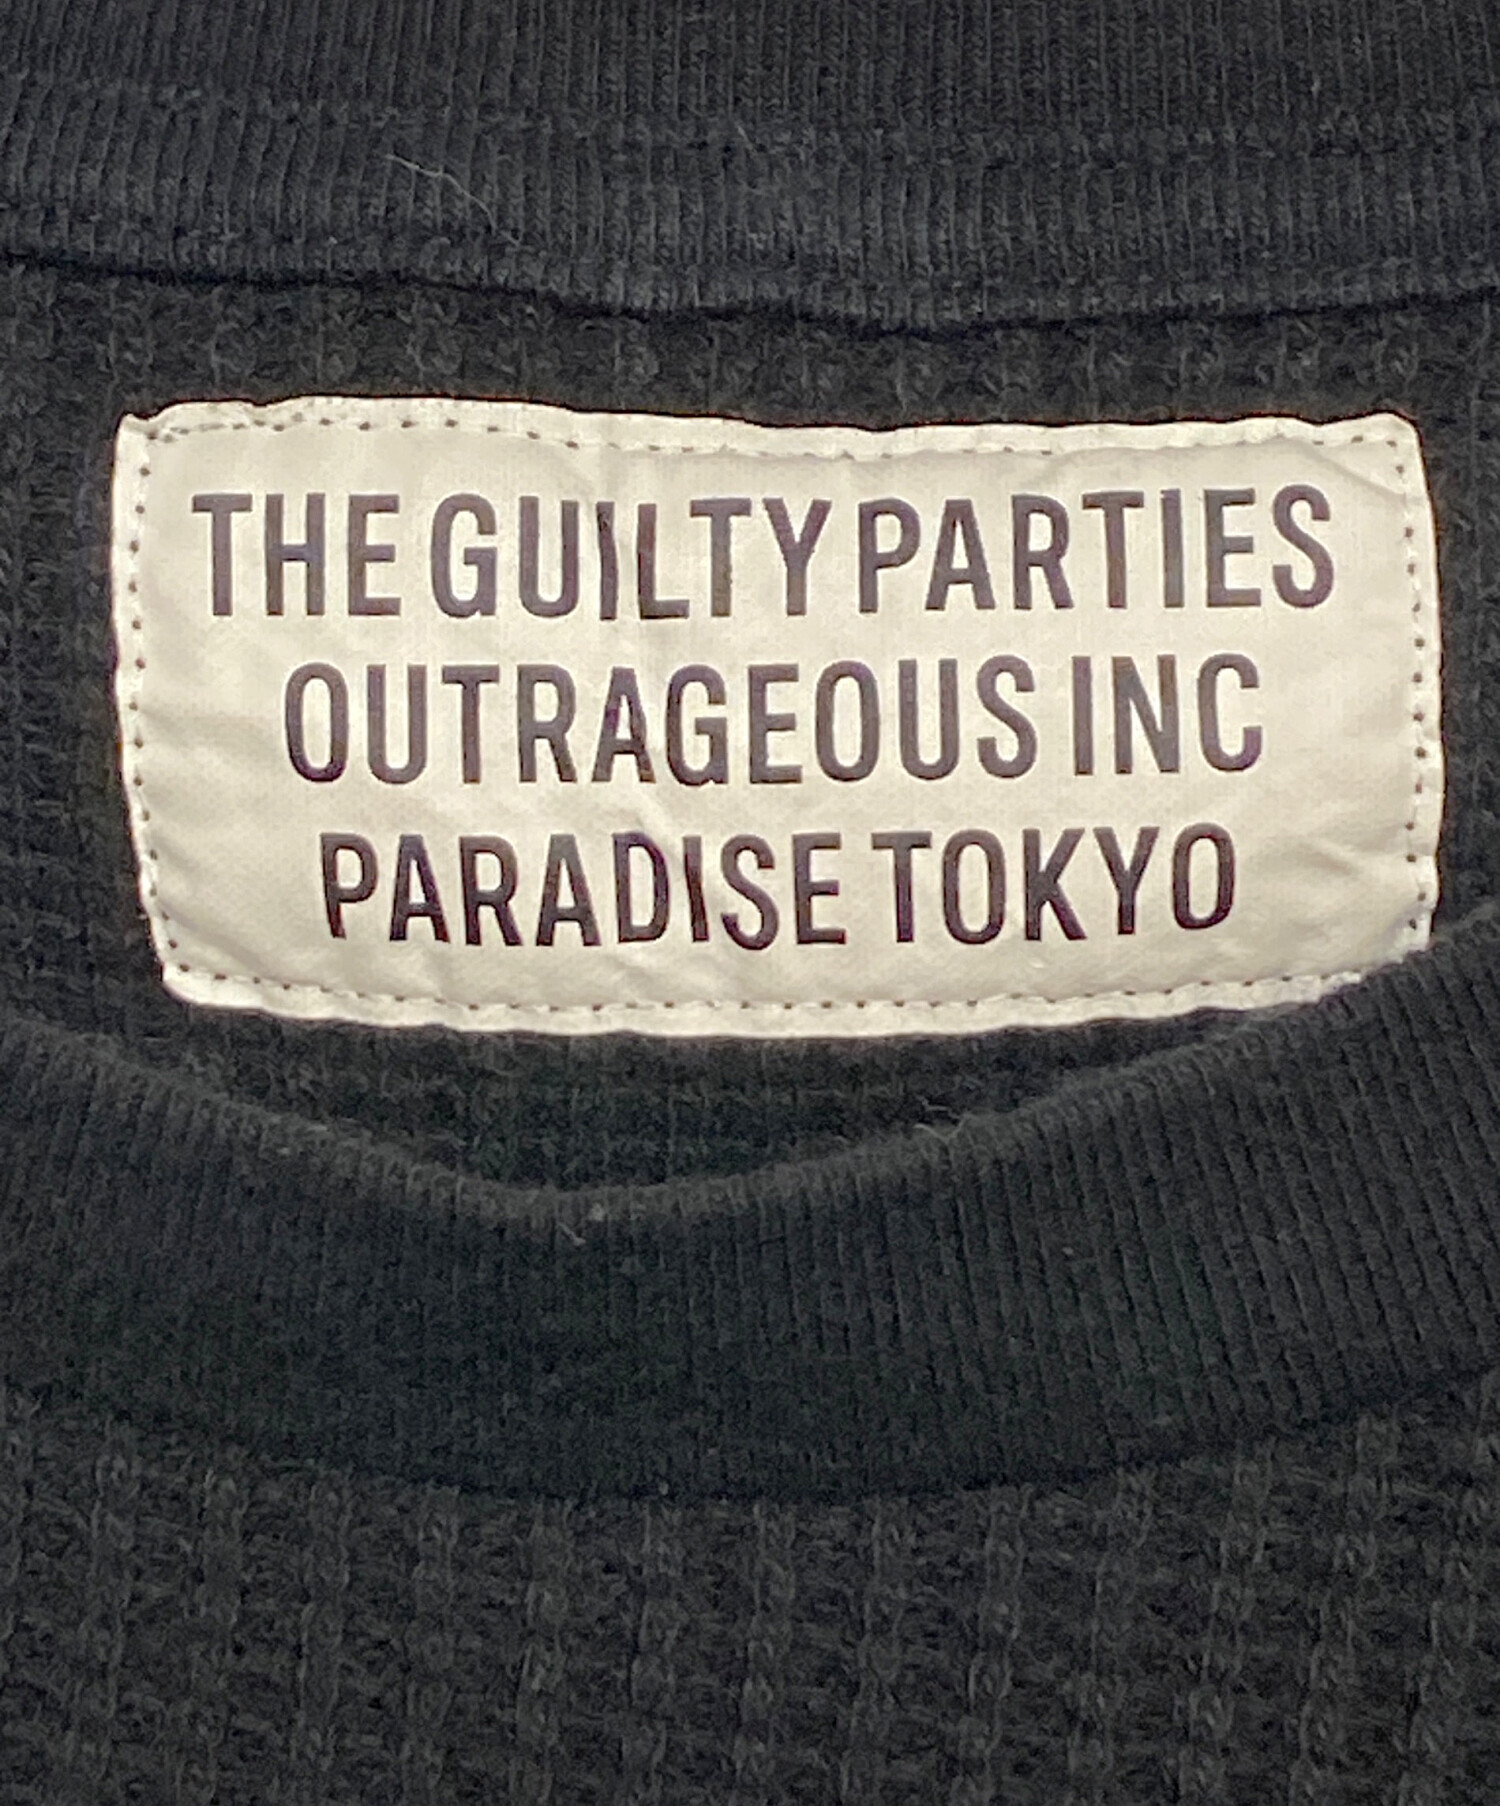 THE GUILTY PARTIES
OUTRAGEOUS INC
PARADISE TOKYO